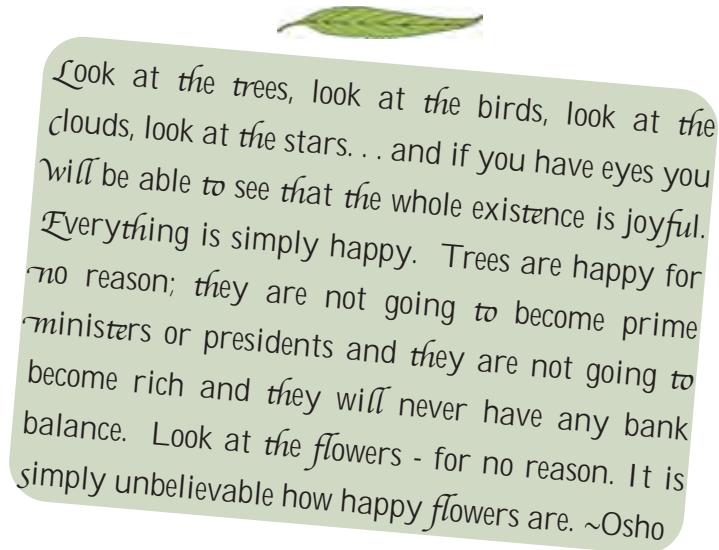 Look at the trees, look at the birds, look at the
clouds, look at the stars. . . and if you have eyes you
will be able to see that the whole existence is joyful.
Everything is simply happy. Trees are happy for
no reason; they are not going to become prime
ministers or presidents and they are not going to
become rich and they will never have any bank
balance. Look at the flowers - for no reason. It is
simply unbelievable how happy flowers are. ~Osho